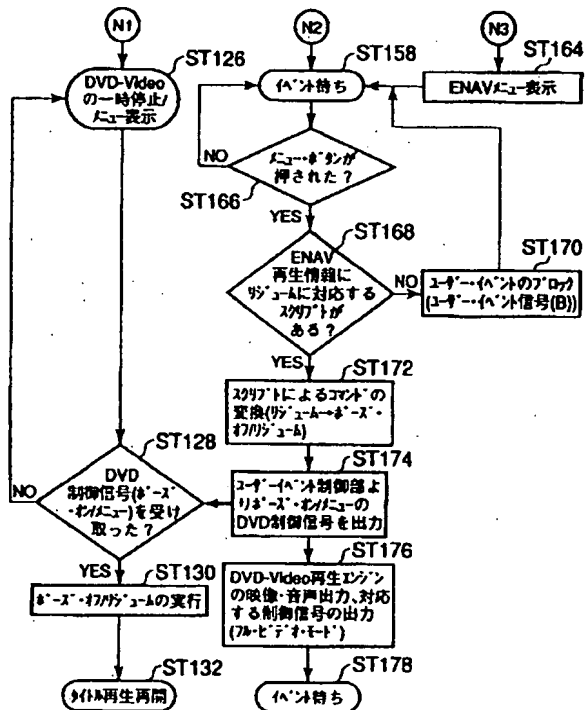 N1
N2
N3
ST126
DVD-Video
の一時停止/
メニュー表示
ST158
イベント待ち
ST164
ENAVメニュー表示
NO
メニュー・ボタンが
押された?
ST166
YES
ST168
ENAV
再生情報に
リジュームに対応する
スクリプトが
ある?
NO
ST170
ユーザー・イベントのブロック
(ユーザー・イベント信号(B))
YES
ST172
スクリプトによるコマンドの
変換(リジューム→ポーズ・
オフ/リジューム)
ST128
DVD
制御信号(ポーズ
・オン/メニュー)を受け
取った?
NO
ST174
ユーザーイベント制御部よ
りポーズ・オン/メニューの
DVD制御信号を出力
YES
ST130
ポーズ・オフ/リジュームの実行
ST176
DVD-Video再生エンジン
の映像・音声出力、対応
する制御信号の出力
(フル・ビデオ・モード)
ST132
タイトル再生再開
ST178
イベント待ち